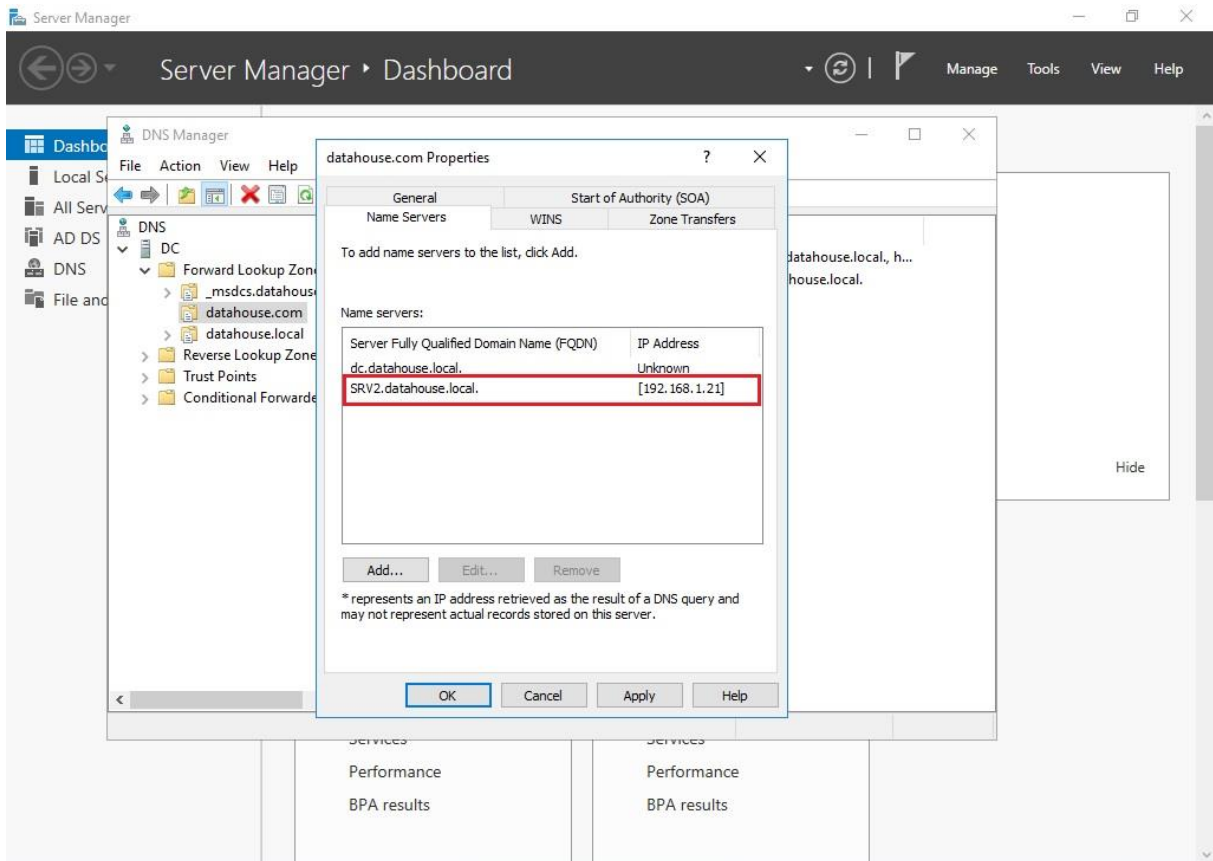 Server Manager
Server Manager • Dashboard
Manage Tools View Help
Dashbo
Local Se
All Serv
AD DS
DNS
File and
DNS Manager
File Action View Help
DNS
DC
Forward Lookup Zon
_msdcs.datahouse
datahouse.com
datahouse.local
Reverse Lookup Zone
Trust Points
Conditional Forwarde
datahouse.com Properties
General Start of Authority (SOA)
Name Servers WINS Zone Transfers
To add name servers to the list, click Add.
Name servers:
Server Fully Qualified Domain Name (FQDN) IP Address
dc.datahouse.local. Unknown
SRV2.datahouse.local. [192.168.1.21]
Add... Edit... Remove
* represents an IP address retrieved as the result of a DNS query and
may not represent actual records stored on this server.
OK Cancel Apply Help
datahouse.local., h...
house.local.
Hide
Services Services
Performance Performance
BPA results BPA results